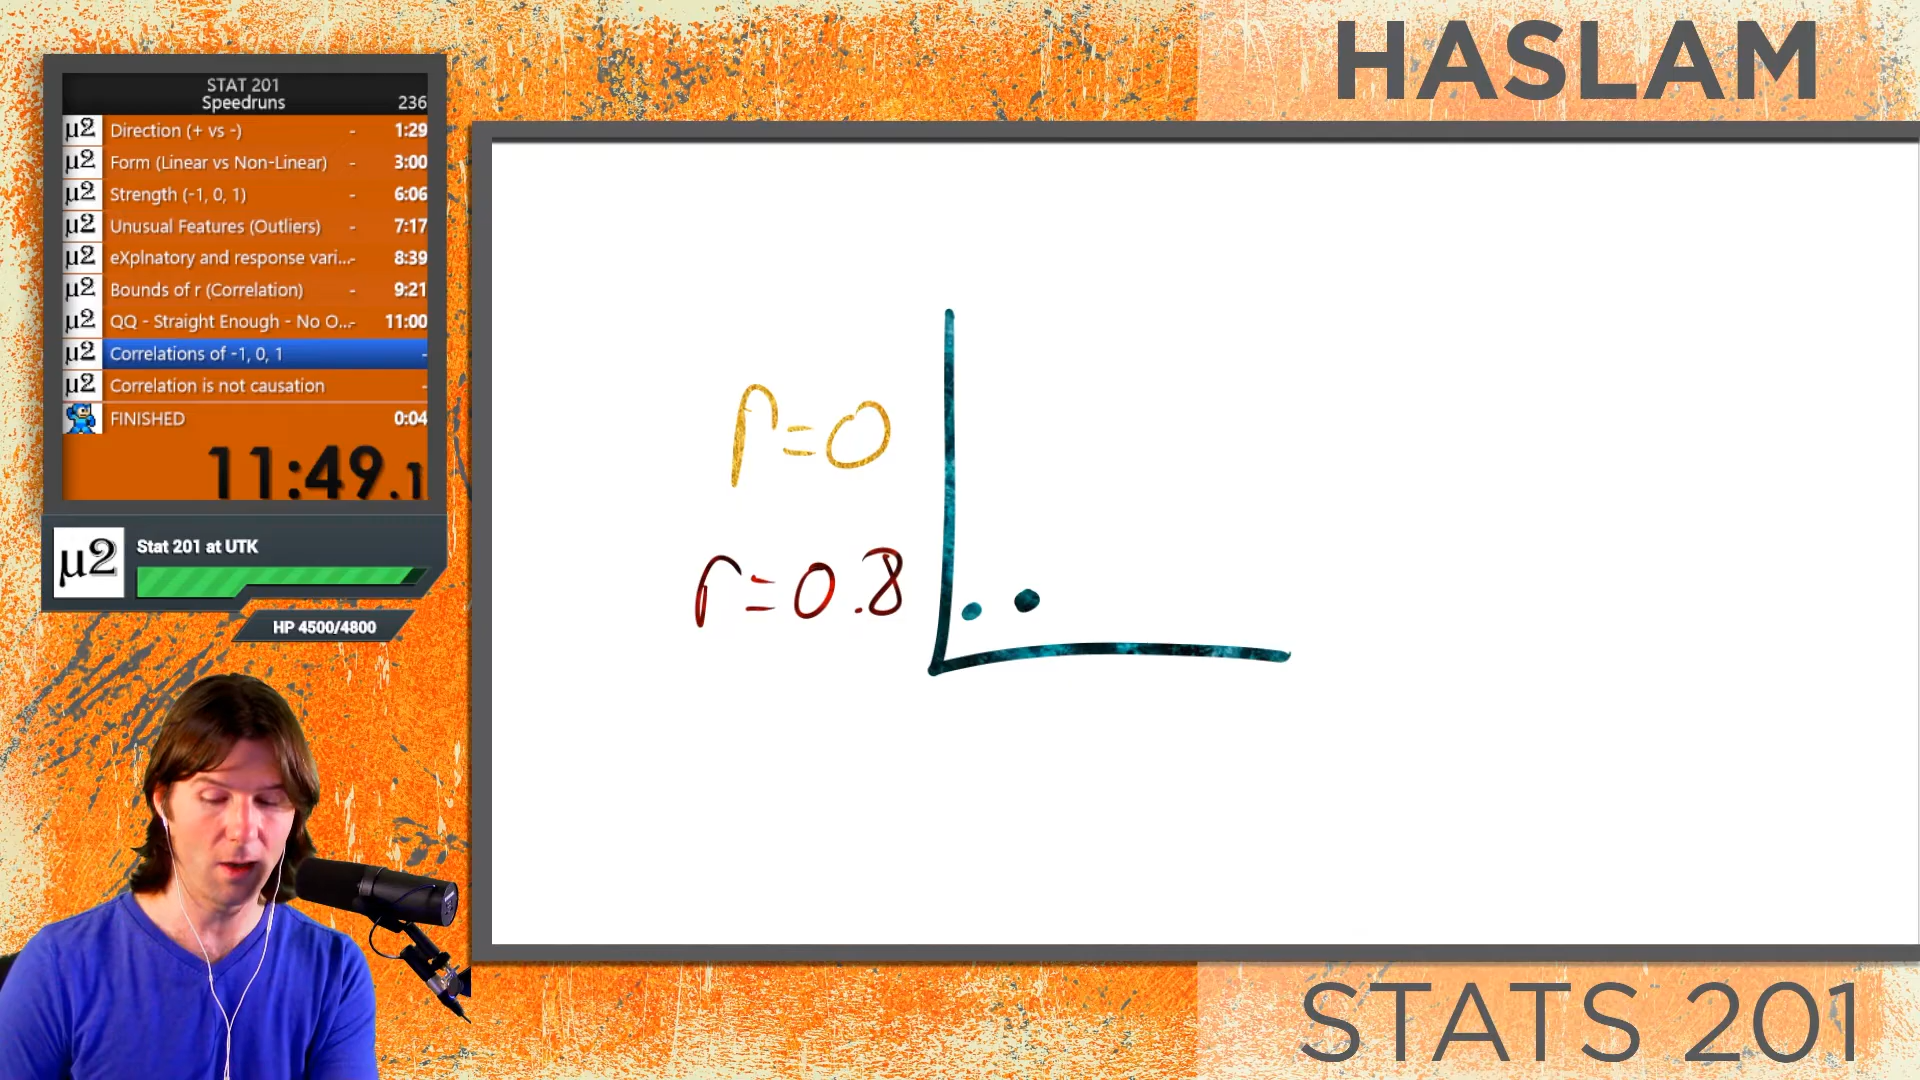 HASLAM
STAT 201
Speedruns 236
μ2 Direction (+ vs -) - 1:29
μ2 Form (Linear vs Non-Linear) - 3:00
μ2 Strength (-1, 0, 1) - 6:06
μ2 Unusual Features (Outliers) - 7:17
μ2 eXplnatory and response vari...- 8:39
μ2 Bounds of r (Correlation) - 9:21
μ2 QQ - Straight Enough - No O...- 11:00
μ2 Correlations of -1, 0, 1 -
μ2 Correlation is not causation -
FINISHED 0:04
11:49.1
μ2 Stat 201 at UTK
HP 4500/4800
r=0
r=0.8
STATS 201